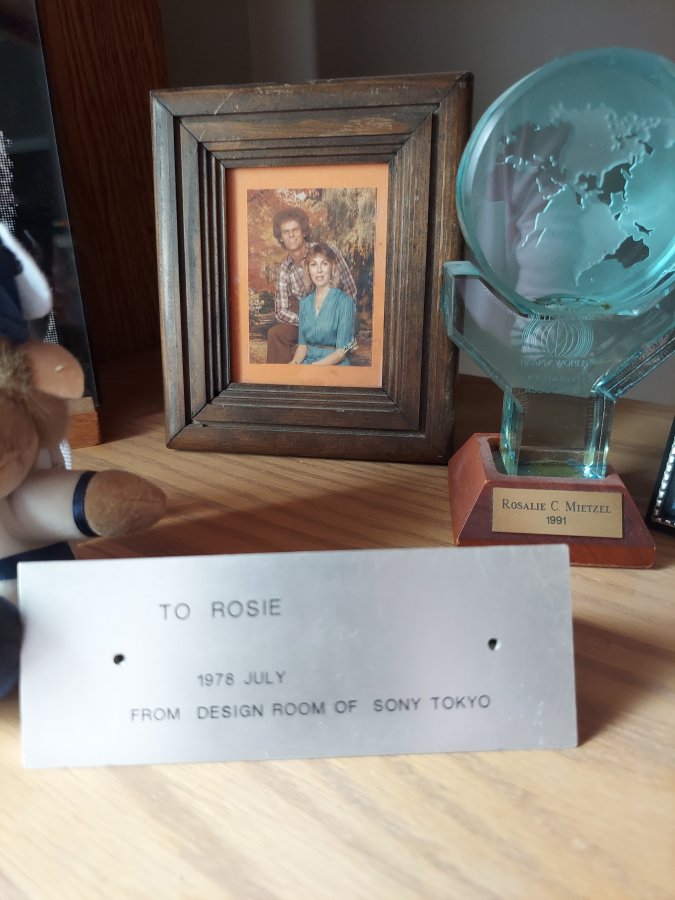 Rosalie C Mietzel
1991
TO ROSIE
1978 JULY
FROM DESIGN ROOM OF SONY TOKYO